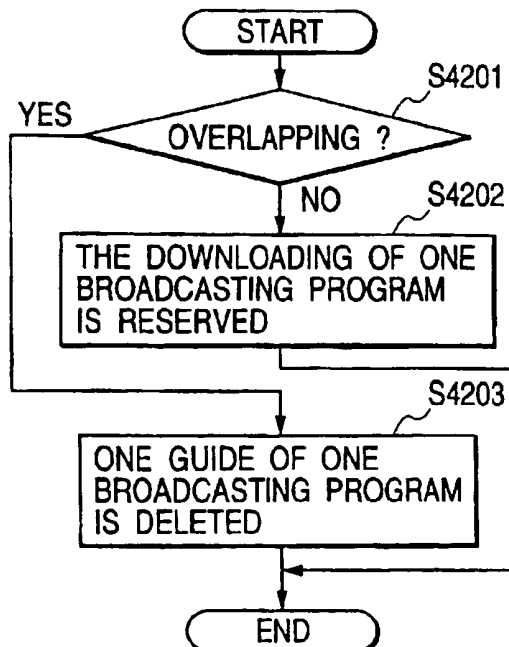 START
S4201
YES
OVERLAPPING ?
NO
S4202
THE DOWNLOADING OF ONE
BROADCASTING PROGRAM
IS RESERVED
S4203
ONE GUIDE OF ONE
BROADCASTING PROGRAM
IS DELETED
END